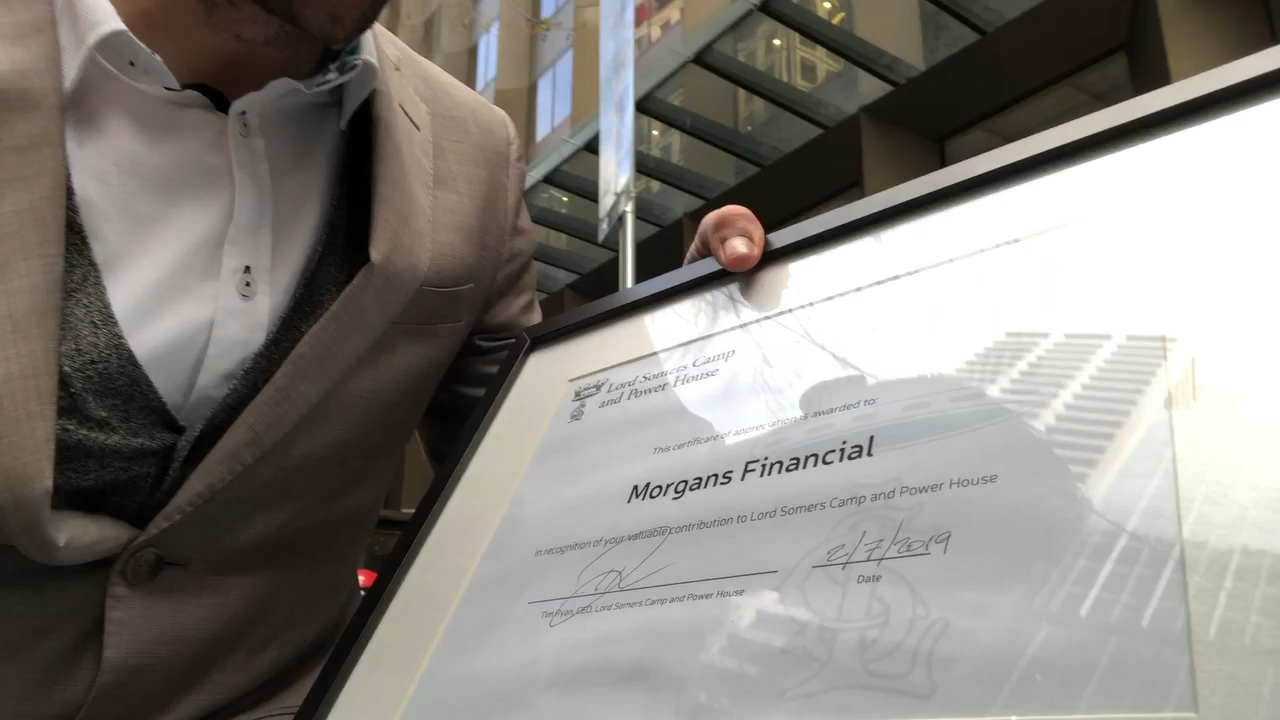 Lord Somers Camp
and Power House
This certificate of appreciation is awarded to:
Morgans Financial
in recognition of your valuable contribution to Lord Somers Camp and Power House
2/7/2019
Tim Ryan, CEO, Lord Somers Camp and Power House
Date